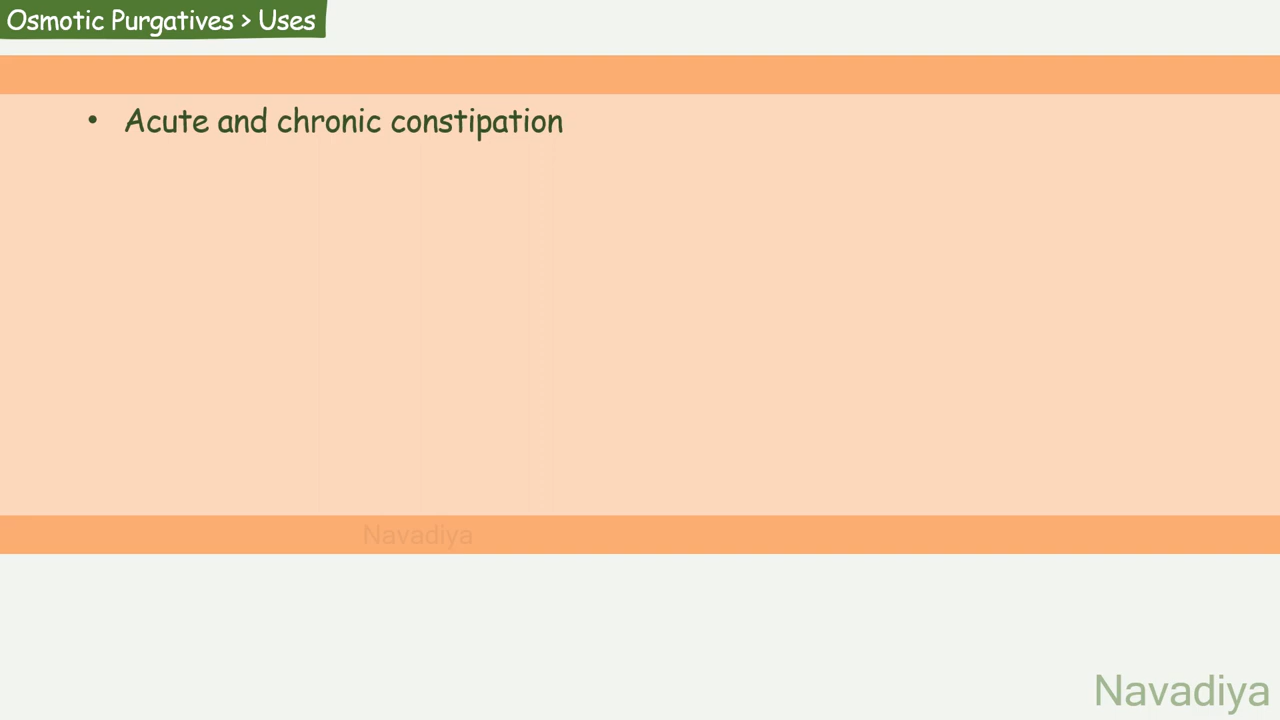 Osmotic Purgatives > Uses
• Acute and chronic constipation
Navadiya
Navadiya